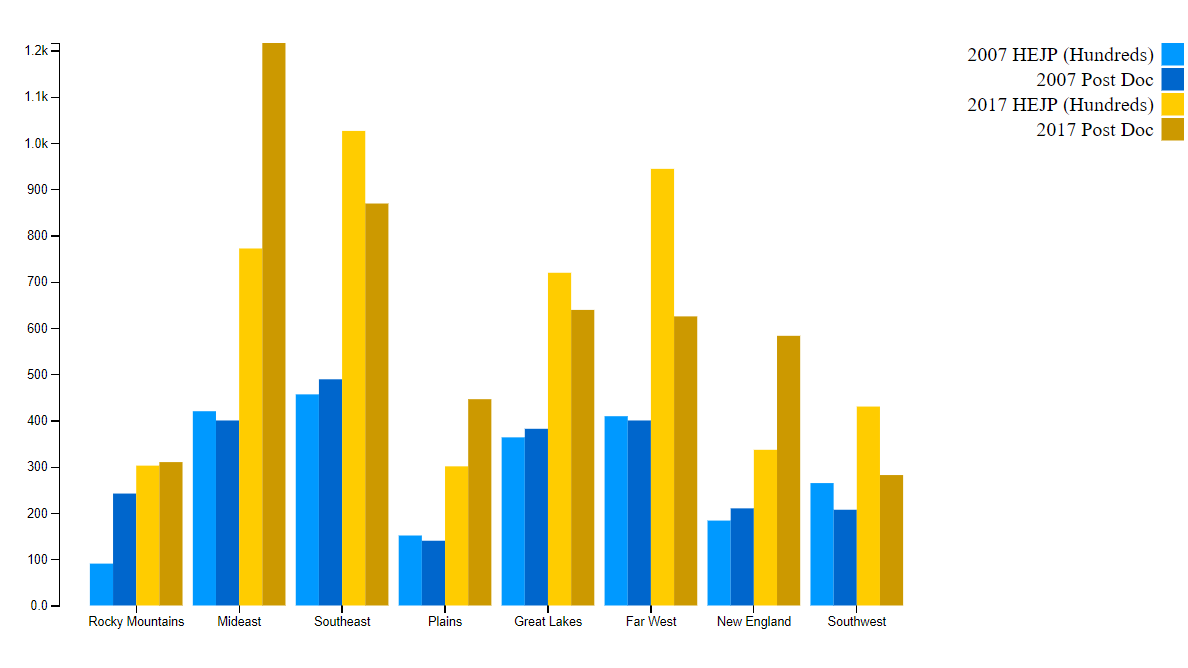 1.2k
1.1k
1.0k
900
800
700
600
500
400
300
200
100
0.0
Rocky Mountains Mideast Southeast Plains Great Lakes Far West New England Southwest
2007 HEJP (Hundreds)
2007 Post Doc
2017 HEJP (Hundreds)
2017 Post Doc